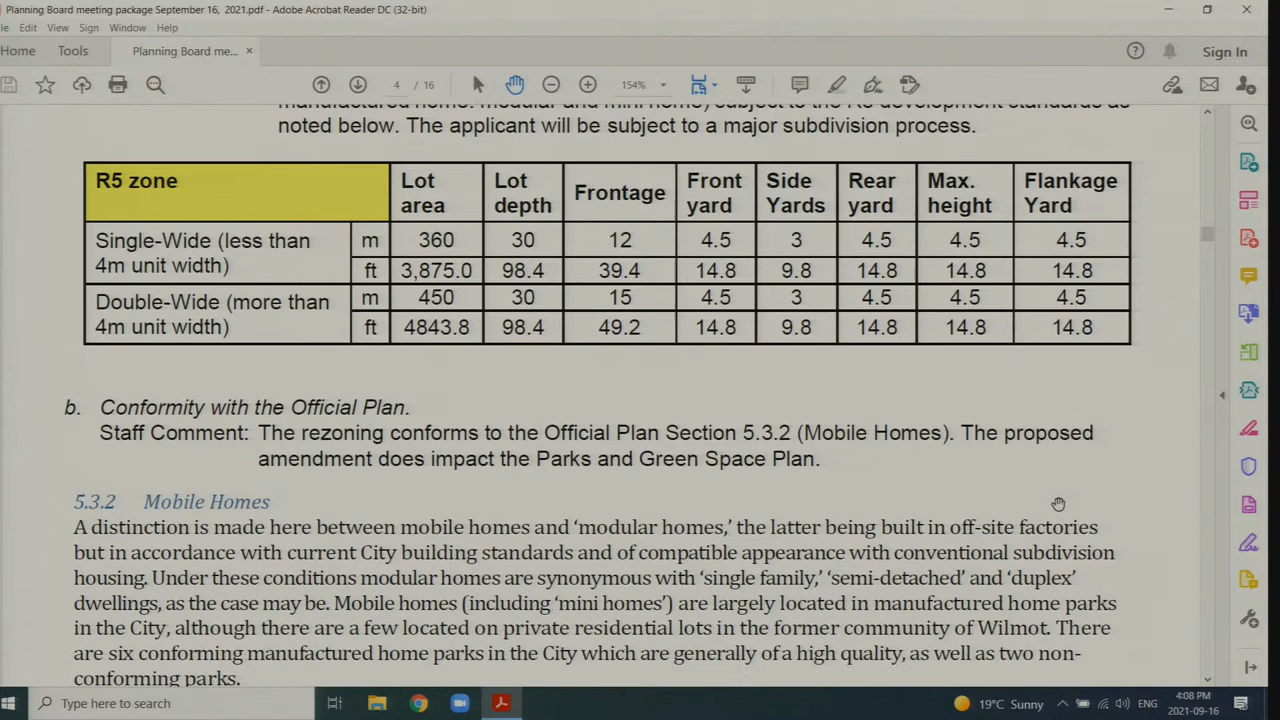 Planning Board meeting package September 16, 2021.pdf - Adobe Acrobat Reader DC (32-bit)
Edit View Sign Window Help
Home Tools Planning Board me... ×
Sign In
4 / 16 154%
manufactured home: modular and mini home) subject to the R5 development standards as
noted below. The applicant will be subject to a major subdivision process.
R5 zone Lot area Lot depth Frontage Front yard Side Yards Rear yard Max. height Flankage Yard
Single-Wide (less than 4m unit width) m 360 30 12 4.5 3 4.5 4.5 4.5
ft 3,875.0 98.4 39.4 14.8 9.8 14.8 14.8 14.8
Double-Wide (more than 4m unit width) m 450 30 15 4.5 3 4.5 4.5 4.5
ft 4843.8 98.4 49.2 14.8 9.8 14.8 14.8 14.8
b. Conformity with the Official Plan.
Staff Comment: The rezoning conforms to the Official Plan Section 5.3.2 (Mobile Homes). The proposed
amendment does impact the Parks and Green Space Plan.
5.3.2 Mobile Homes
A distinction is made here between mobile homes and ‘modular homes,’ the latter being built in off-site factories
but in accordance with current City building standards and of compatible appearance with conventional subdivision
housing. Under these conditions modular homes are synonymous with ‘single family,’ ‘semi-detached’ and ‘duplex’
dwellings, as the case may be. Mobile homes (including ‘mini homes’) are largely located in manufactured home parks
in the City, although there are a few located on private residential lots in the former community of Wilmot. There
are six conforming manufactured home parks in the City which are generally of a high quality, as well as two non-
conforming parks.
Type here to search
19°C Sunny
4:08 PM
2021-09-16